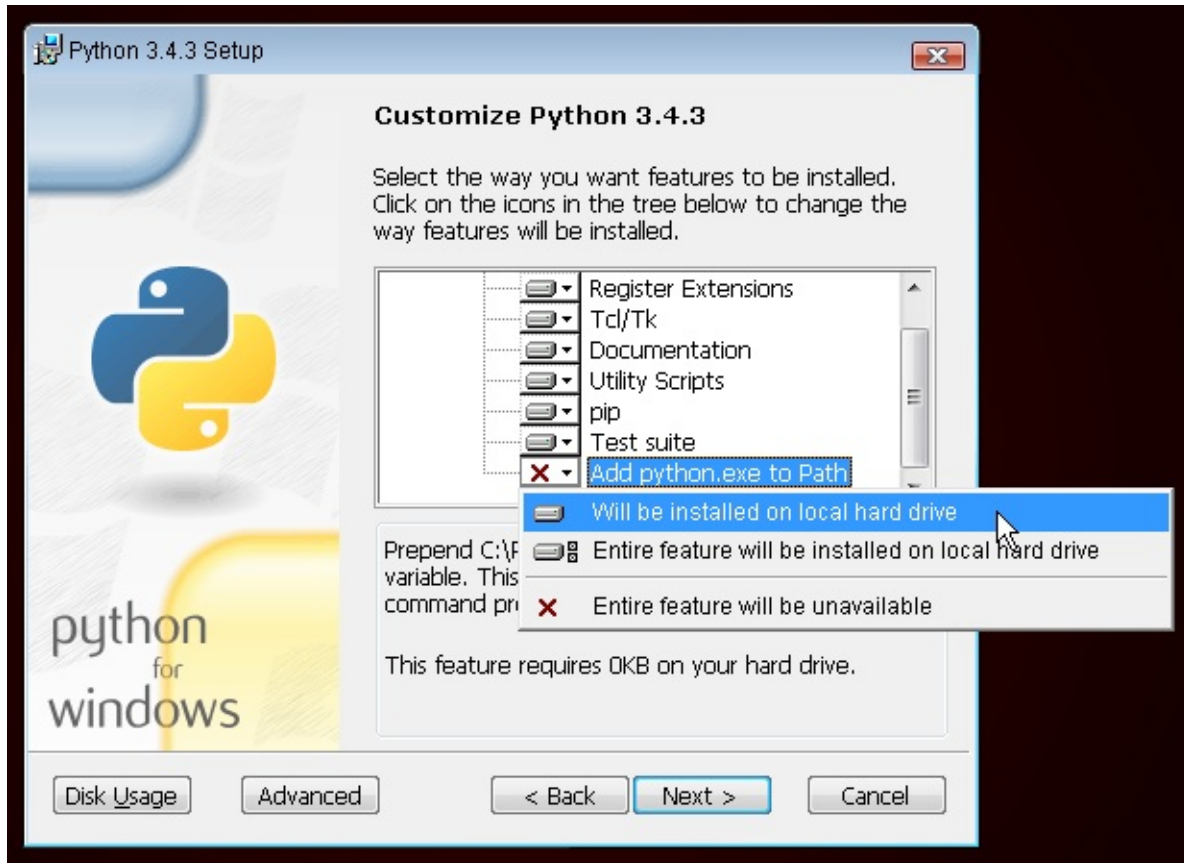 Python 3.4.3 Setup
Customize Python 3.4.3
Select the way you want features to be installed.
Click on the icons in the tree below to change the
way features will be installed.
Register Extensions
Tcl/Tk
Documentation
Utility Scripts
pip
Test suite
Add python.exe to Path
Will be installed on local hard drive
Entire feature will be installed on local hard drive
Entire feature will be unavailable
Prepend C:\
variable. This
command
This feature requires 0KB on your hard drive.
python
for
windows
Disk Usage
Advanced
< Back
Next >
Cancel